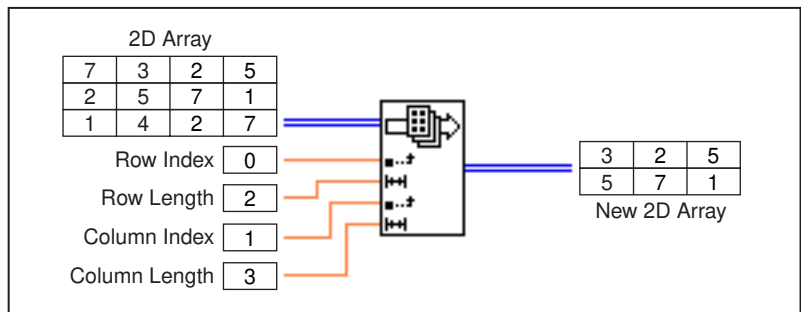 2D Array
7 3 2 5
2 5 7 1
1 4 2 7
Row Index 0
Row Length 2
Column Index 1
Column Length 3
3 2 5
5 7 1
New 2D Array